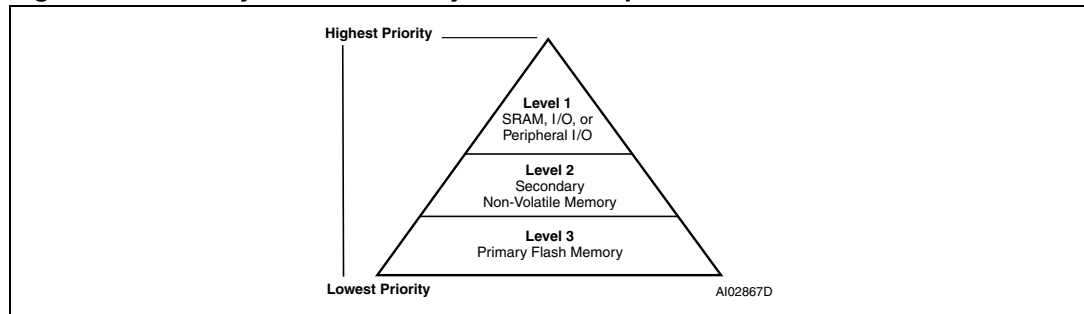 Highest Priority
Level 1
SRAM, I/O, or
Peripheral I/O
Level 2
Secondary
Non-Volatile Memory
Level 3
Primary Flash Memory
Lowest Priority
AI02867D